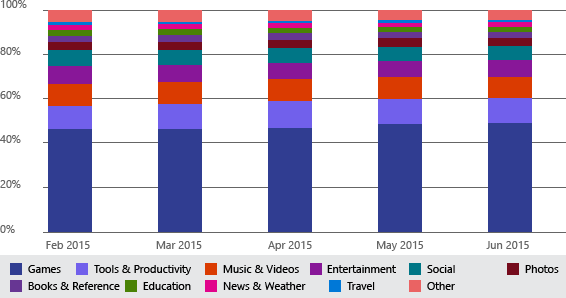 100%
80%
60%
40%
20%
0%
Feb 2015 Mar 2015 Apr 2015 May 2015 Jun 2015
Games Tools & Productivity Music & Videos Entertainment Social Photos
Books & Reference Education News & Weather Travel Other